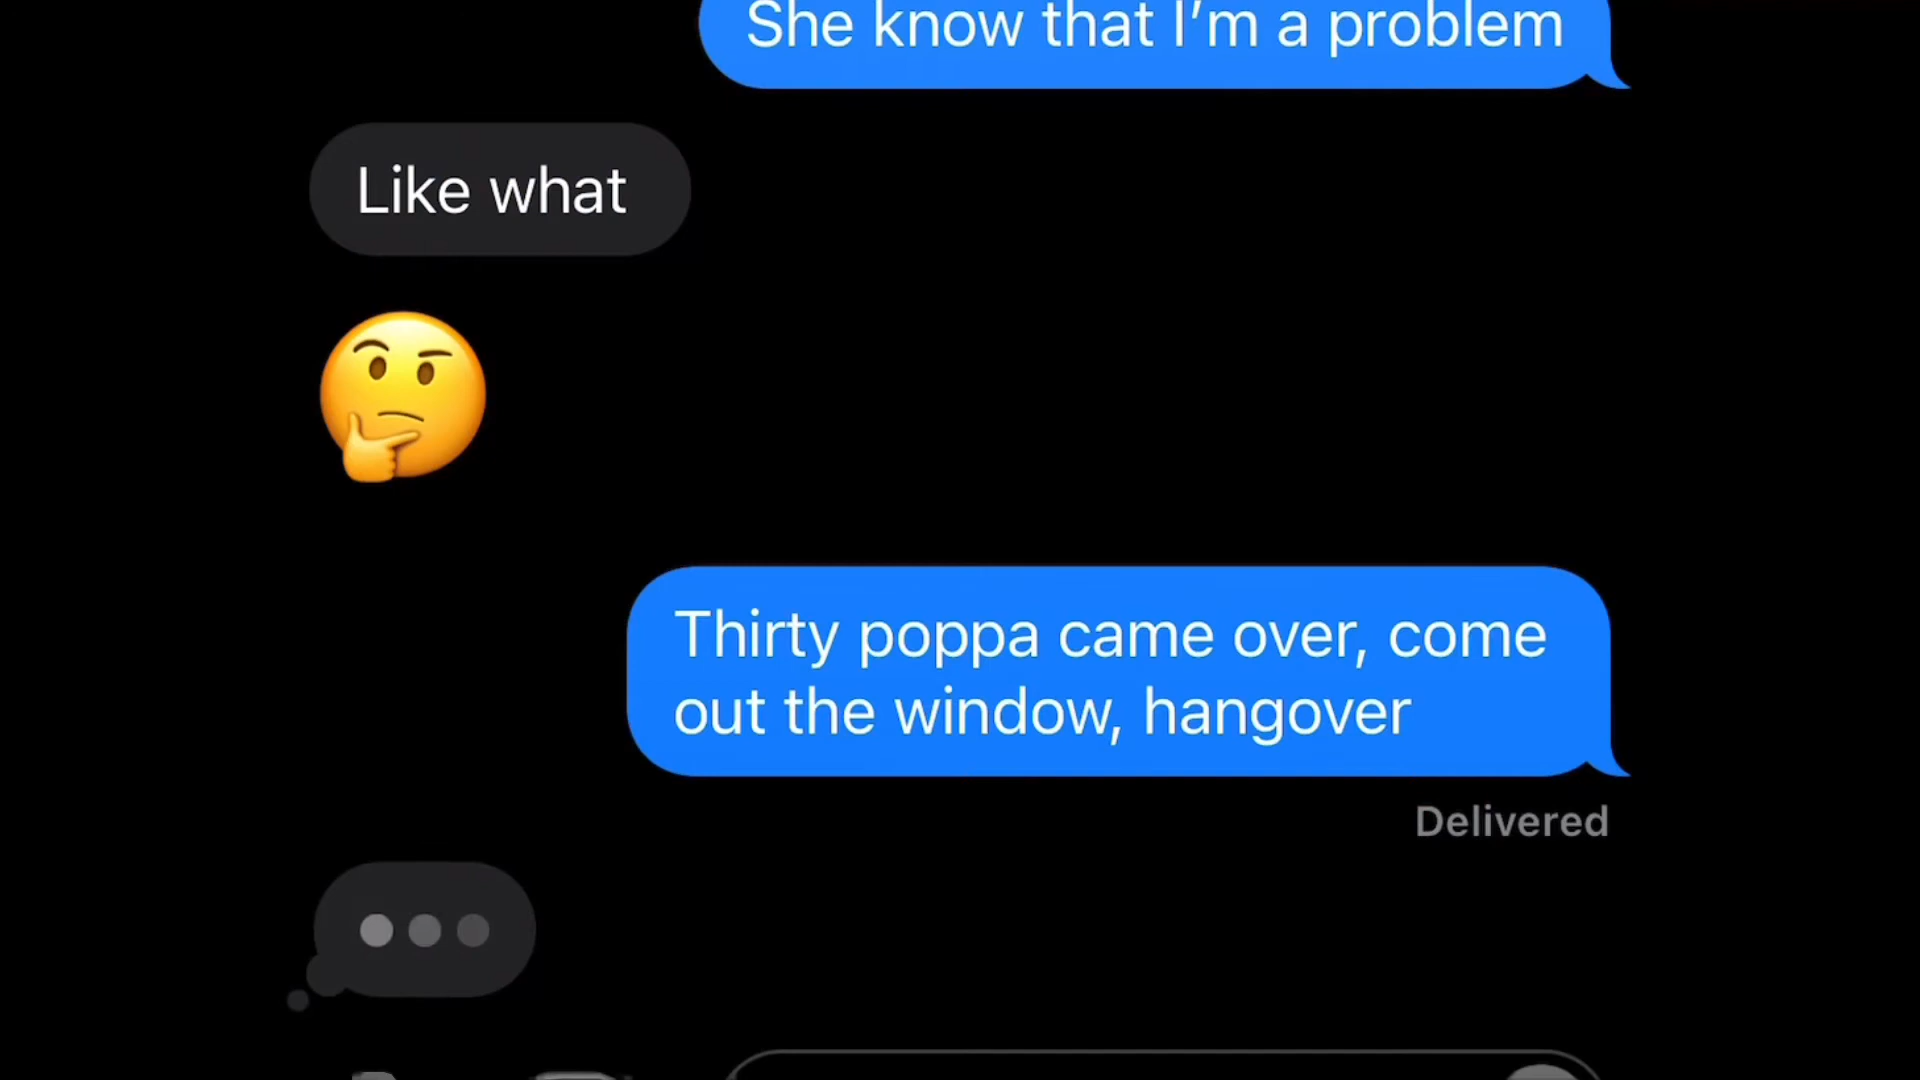 She know that I'm a problem
Like what
Thirty poppa came over, come
out the window, hangover
Delivered